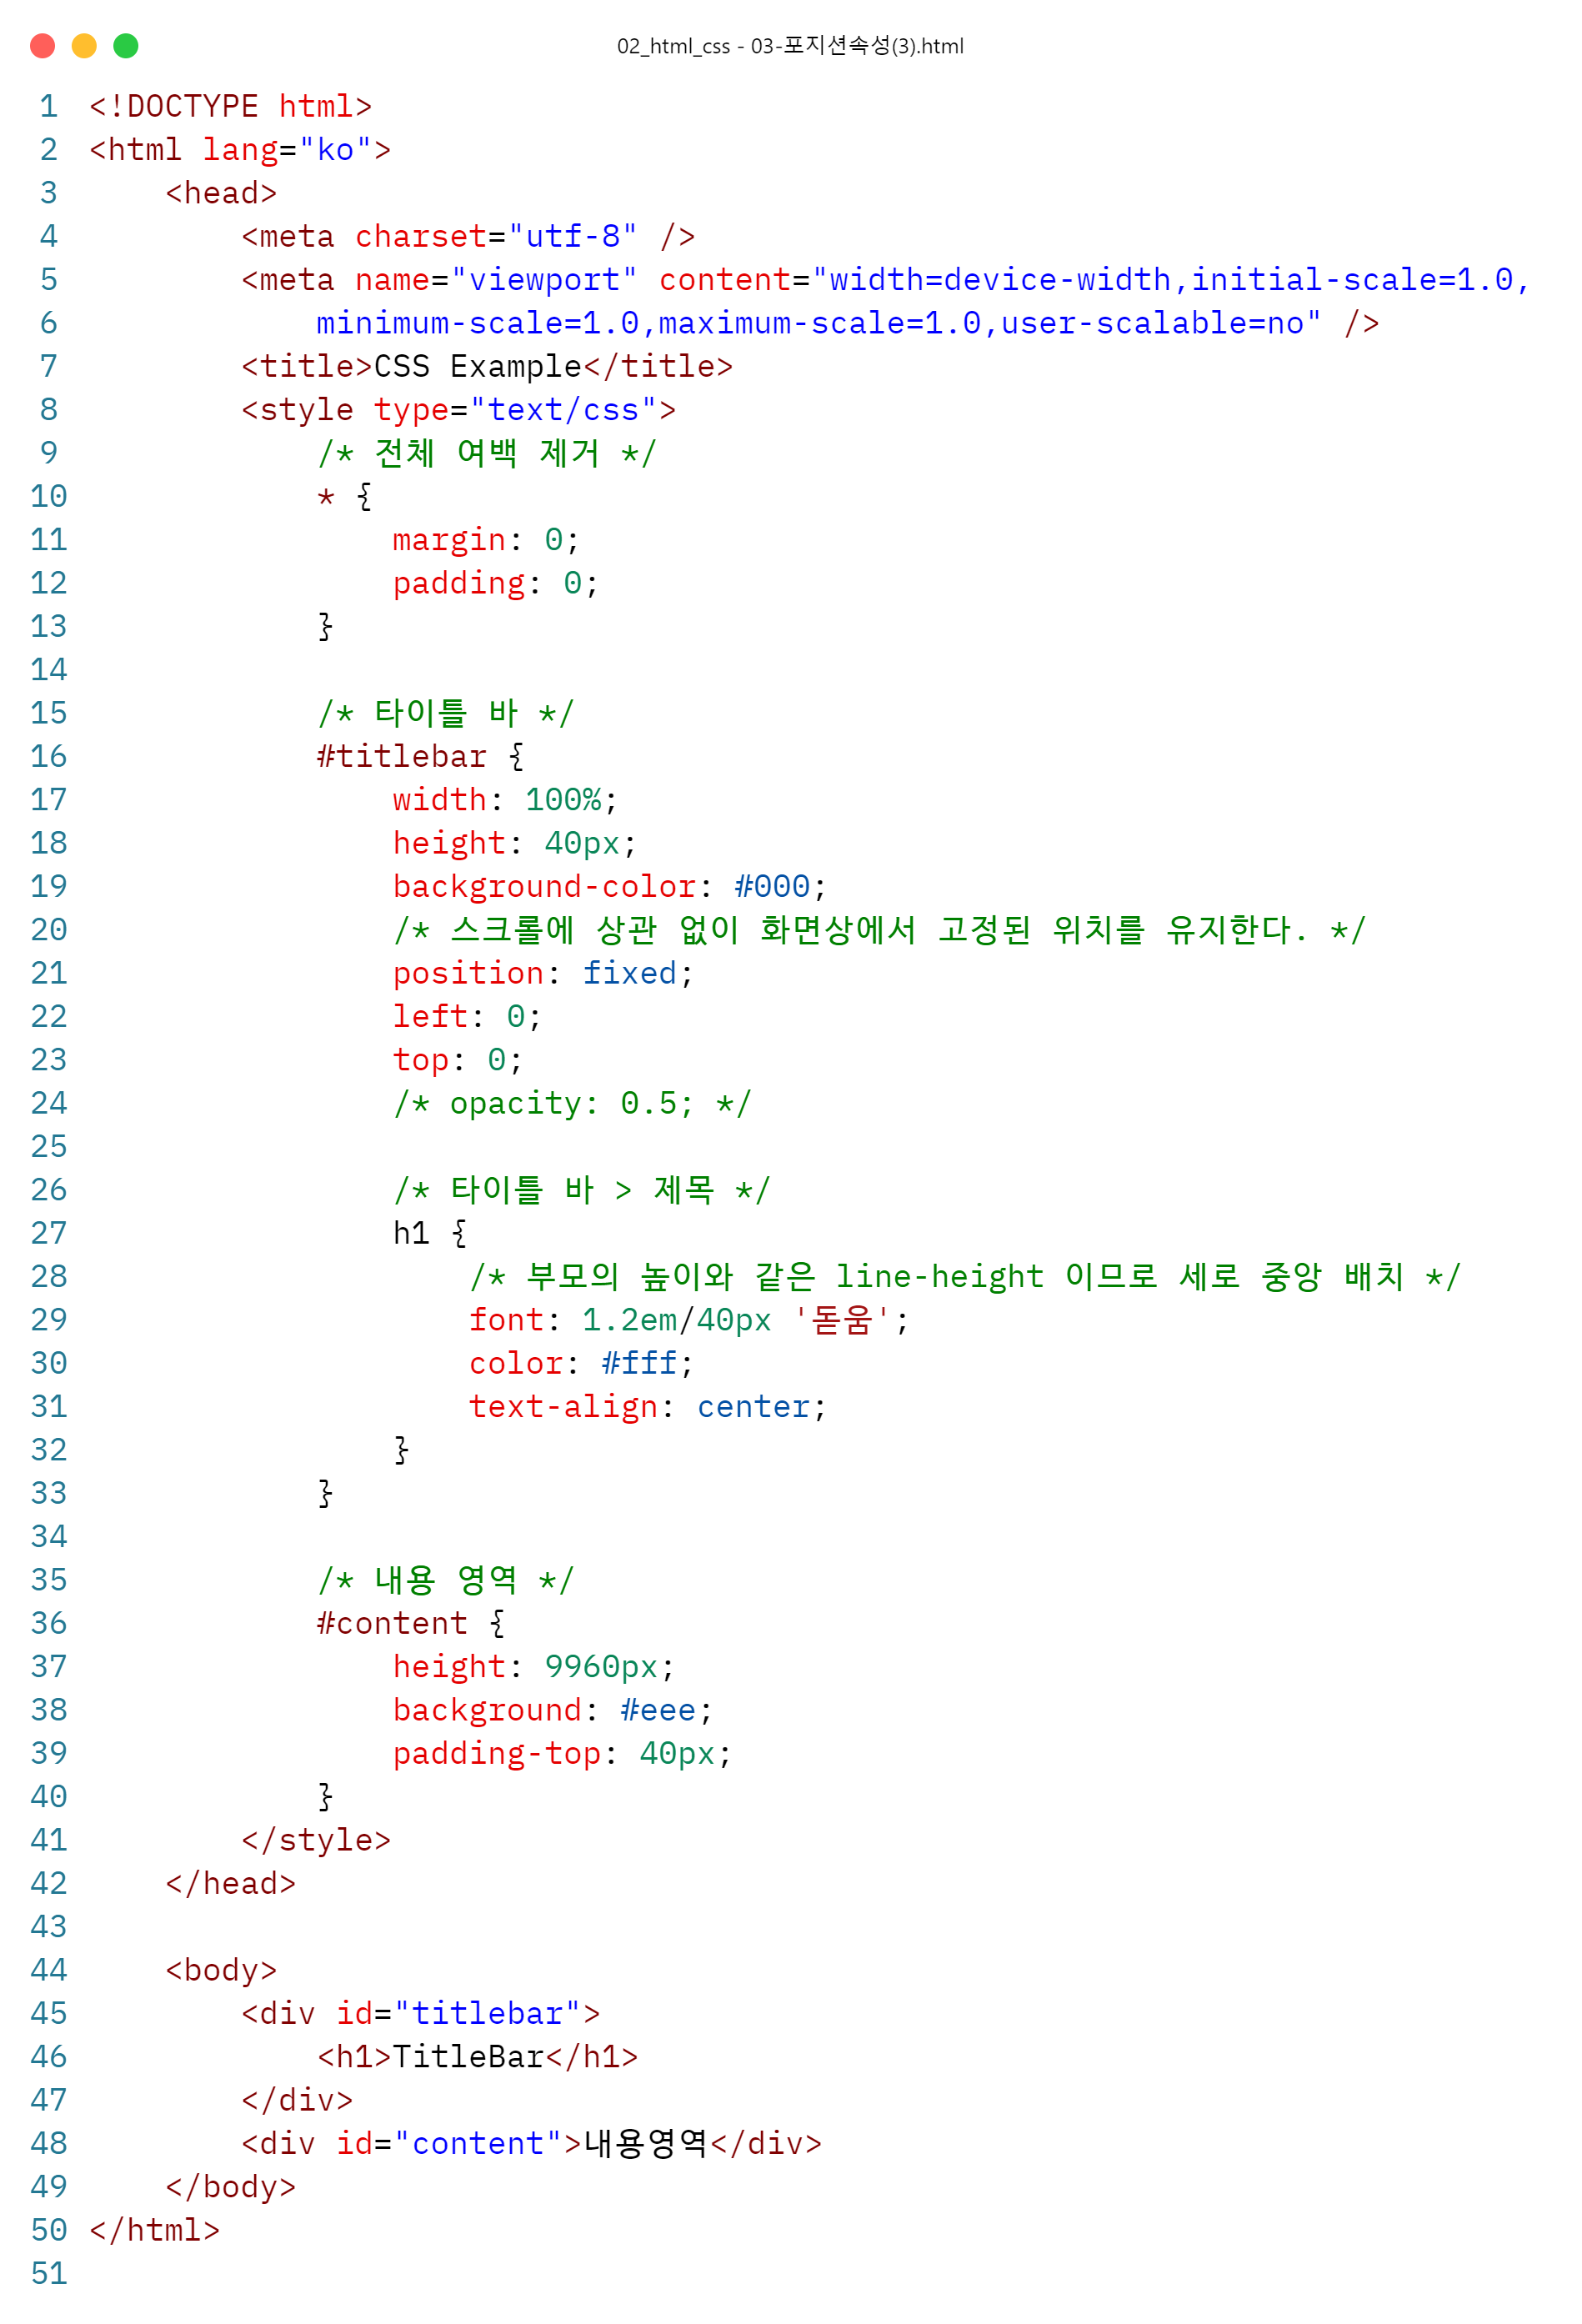 02_html_css - 03-포지션속성(3).html
1 <!DOCTYPE html>
2 <html lang="ko">
3     <head>
4         <meta charset="utf-8" />
5         <meta name="viewport" content="width=device-width,initial-scale=1.0,
6             minimum-scale=1.0,maximum-scale=1.0,user-scalable=no" />
7         <title>CSS Example</title>
8         <style type="text/css">
9             /* 전체 여백 제거 */
10             * {
11                 margin: 0;
12                 padding: 0;
13             }
14
15             /* 타이틀 바 */
16             #titlebar {
17                 width: 100%;
18                 height: 40px;
19                 background-color: #000;
20                 /* 스크롤에 상관 없이 화면상에서 고정된 위치를 유지한다. */
21                 position: fixed;
22                 left: 0;
23                 top: 0;
24                 /* opacity: 0.5; */
25
26                 /* 타이틀 바 > 제목 */
27                 h1 {
28                     /* 부모의 높이와 같은 line-height 이므로 세로 중앙 배치 */
29                     font: 1.2em/40px '돋움';
30                     color: #fff;
31                     text-align: center;
32                 }
33             }
34
35             /* 내용 영역 */
36             #content {
37                 height: 9960px;
38                 background: #eee;
39                 padding-top: 40px;
40             }
41         </style>
42     </head>
43
44     <body>
45         <div id="titlebar">
46             <h1>TitleBar</h1>
47         </div>
48         <div id="content">내용영역</div>
49     </body>
50 </html>
51